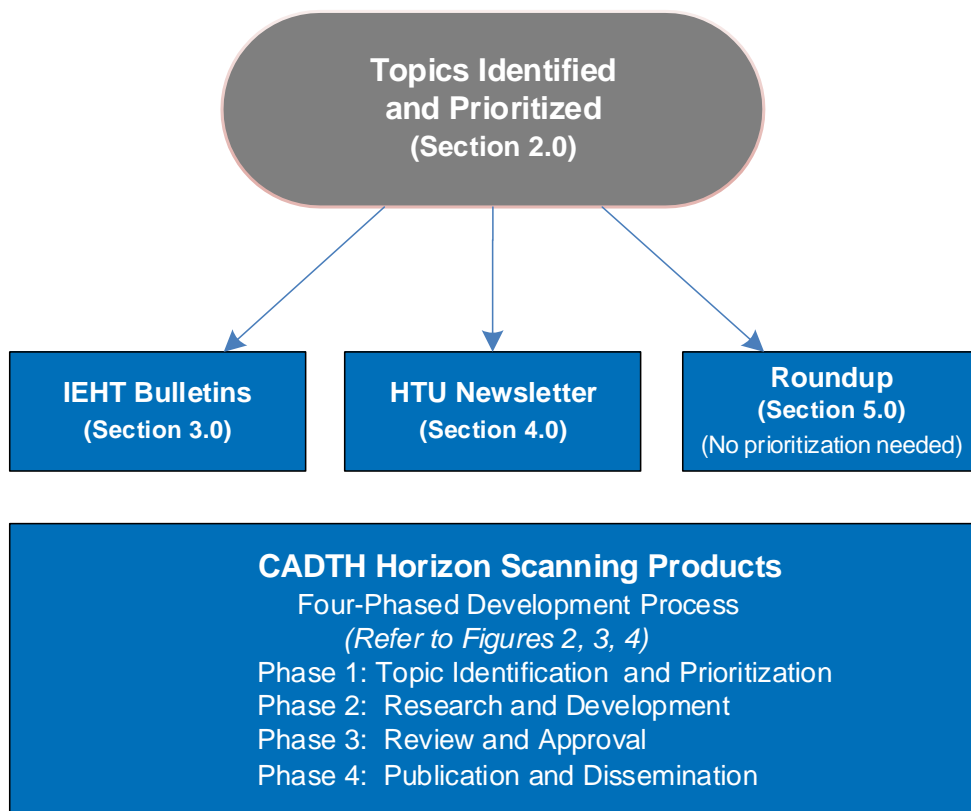 Topics Identified
and Prioritized
(Section 2.0)
IEHT Bulletins
(Section 3.0)
HTU Newsletter
(Section 4.0)
Roundup
(Section 5.0)
(No prioritization needed)
CADTH Horizon Scanning Products
Four-Phased Development Process
(Refer to Figures 2, 3, 4)
Phase 1: Topic Identification and Prioritization
Phase 2: Research and Development
Phase 3: Review and Approval
Phase 4: Publication and Dissemination